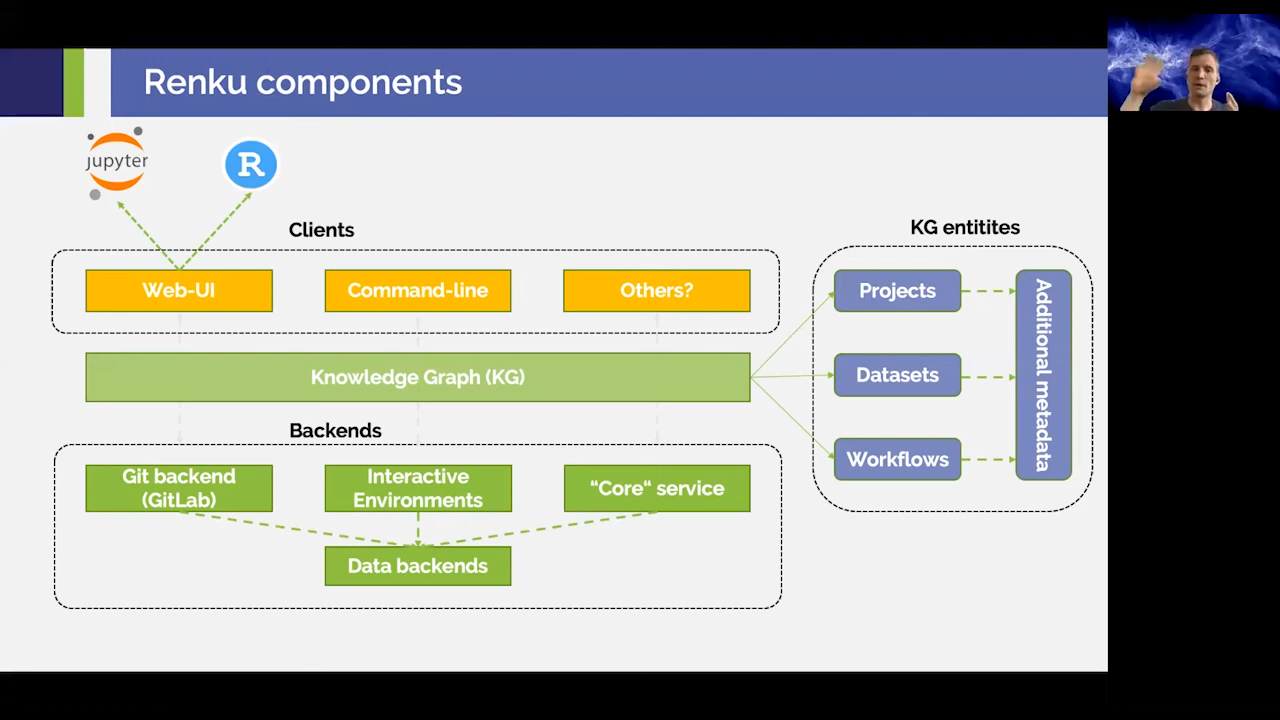 Renku components
jupyter
R
Clients
Web-UI
Command-line
Others?
Knowledge Graph (KG)
Backends
Git backend
(GitLab)
Interactive
Environments
“Core“ service
Data backends
KG entitites
Projects
Datasets
Workflows
Additional metadata